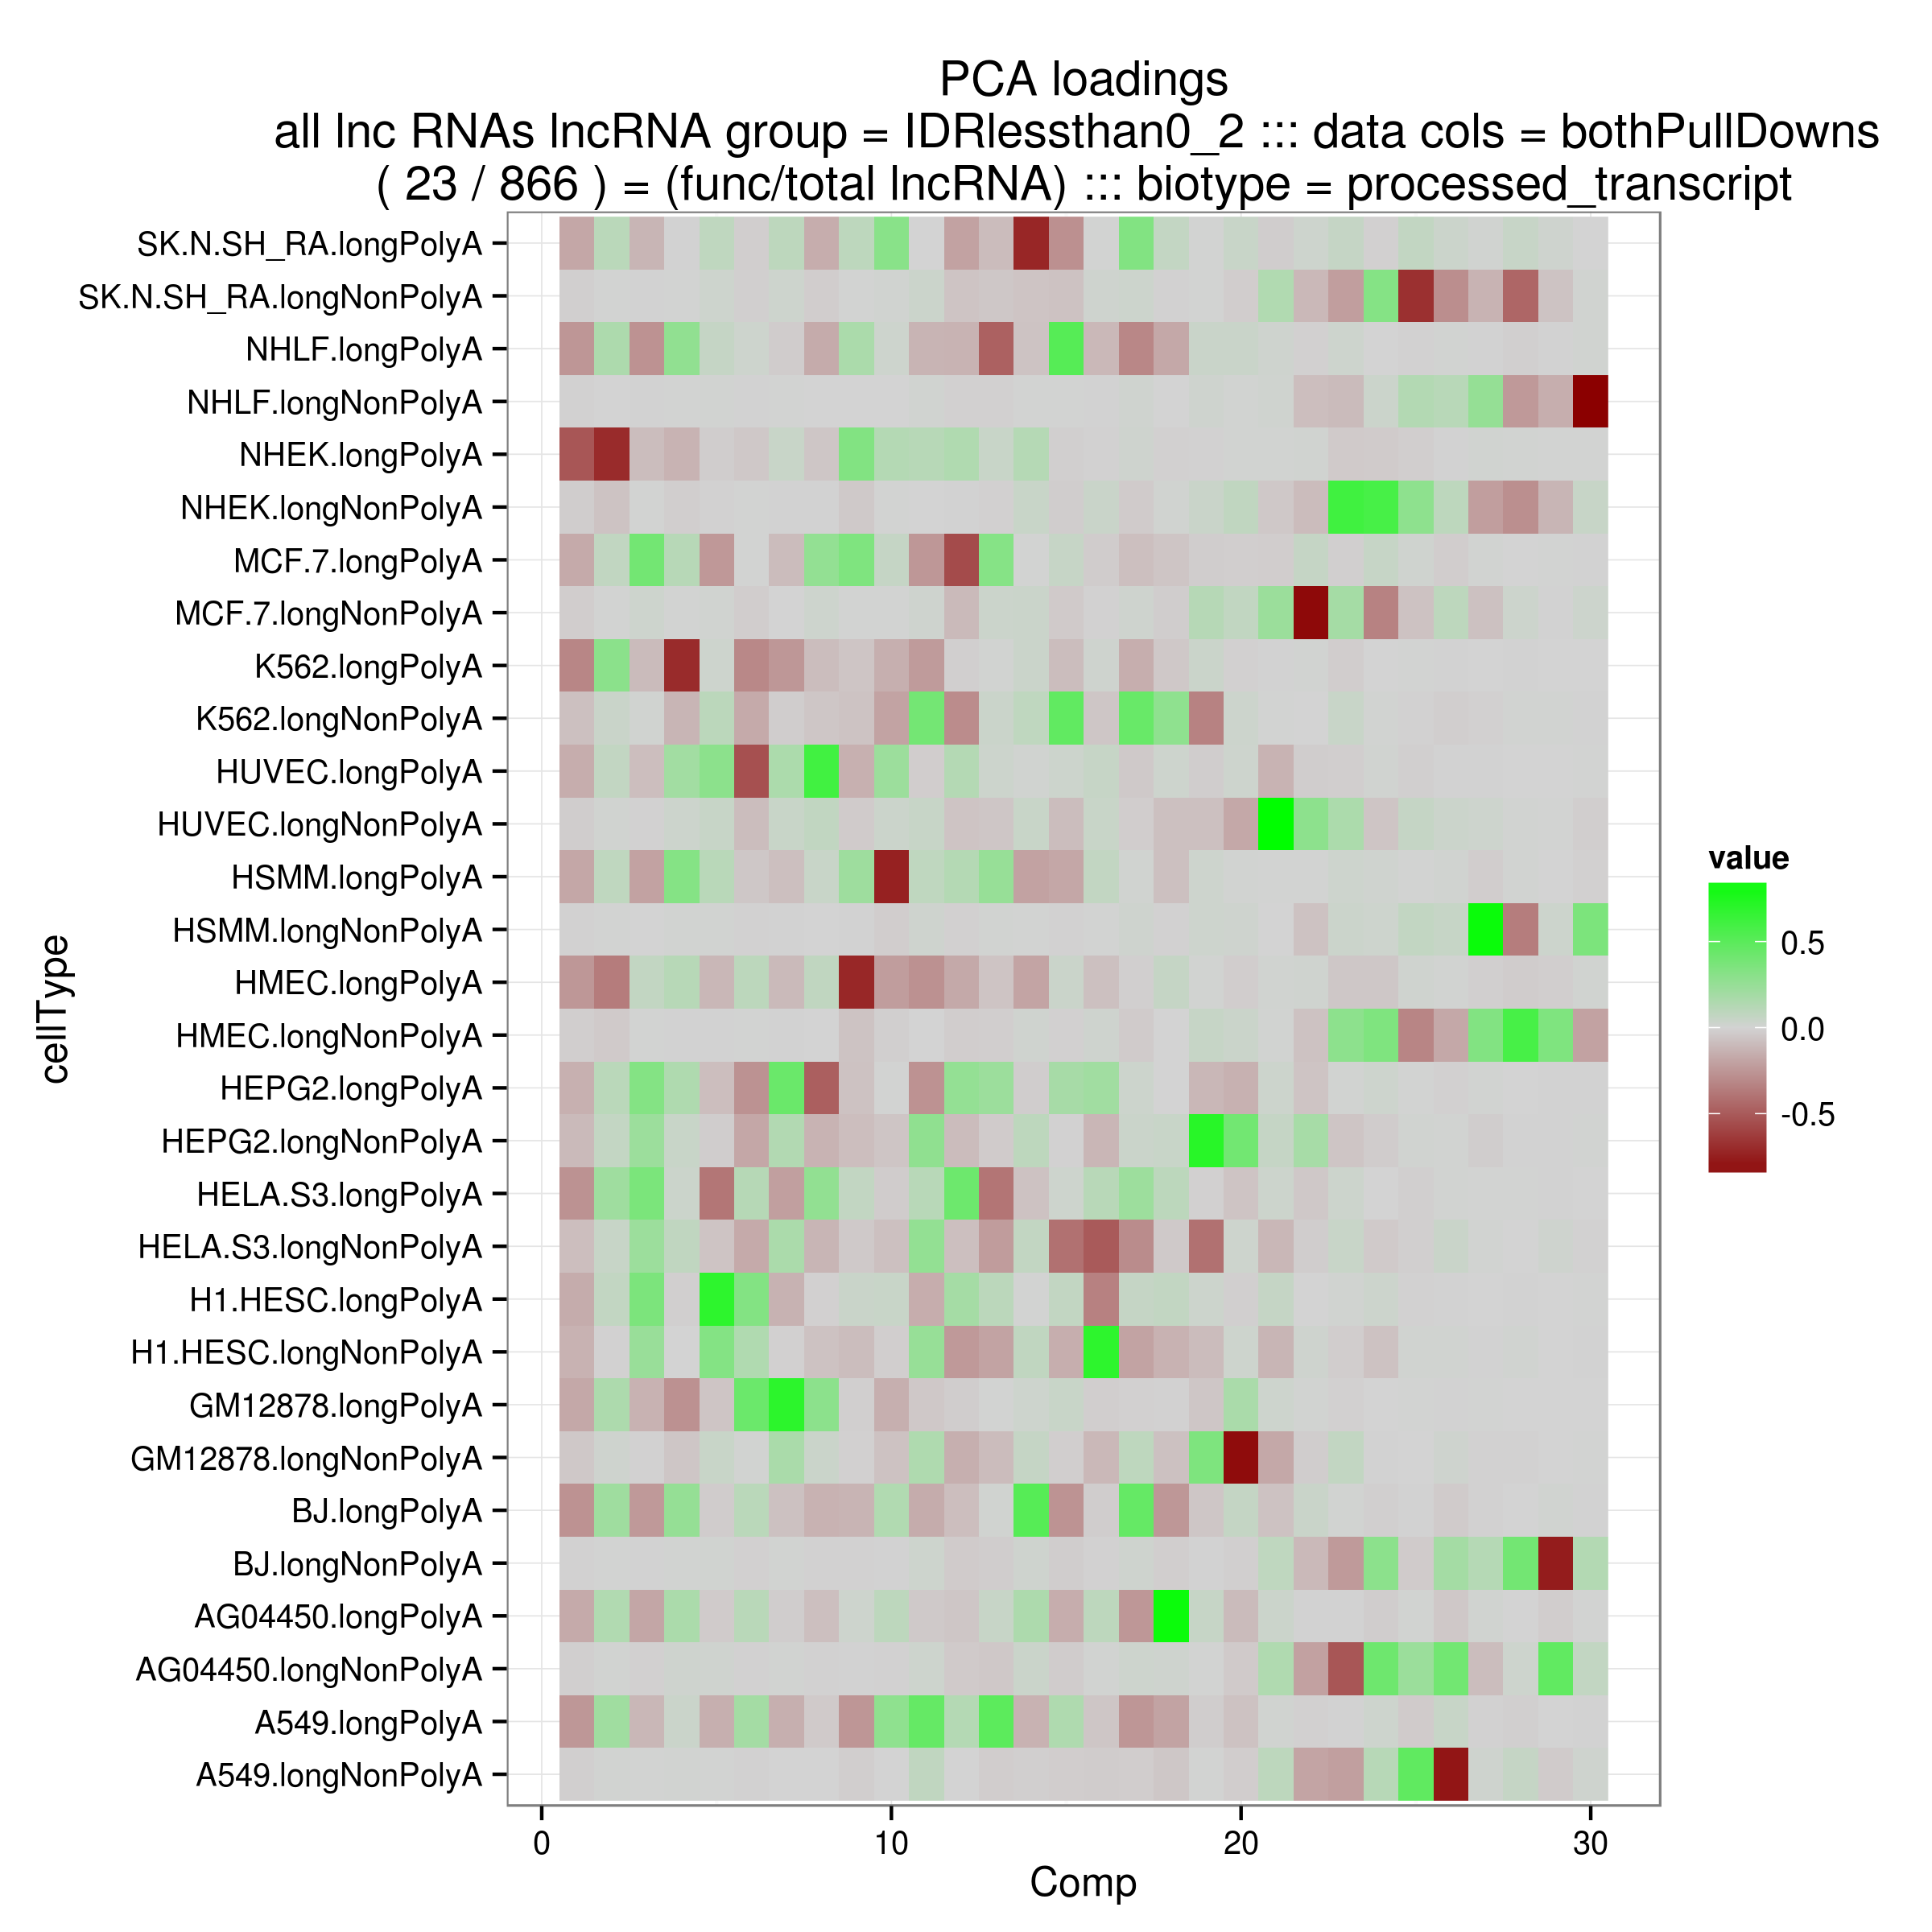 PCA loadings
all lnc RNAs lncRNA group = IDRlessthan0_2 ::: data cols = bothPullDowns
( 23 / 866 ) = (func/total lncRNA) ::: biotype = processed_transcript
SK.N.SH_RA.longPolyA
SK.N.SH_RA.longNonPolyA
NHLF.longPolyA
NHLF.longNonPolyA
NHEK.longPolyA
NHEK.longNonPolyA
MCF.7.longPolyA
MCF.7.longNonPolyA
K562.longPolyA
K562.longNonPolyA
HUVEC.longPolyA
HUVEC.longNonPolyA
HSMM.longPolyA
HSMM.longNonPolyA
HMEC.longPolyA
HMEC.longNonPolyA
HEPG2.longPolyA
HEPG2.longNonPolyA
HELA.S3.longPolyA
HELA.S3.longNonPolyA
H1.HESC.longPolyA
H1.HESC.longNonPolyA
GM12878.longPolyA
GM12878.longNonPolyA
BJ.longPolyA
BJ.longNonPolyA
AG04450.longPolyA
AG04450.longNonPolyA
A549.longPolyA
A549.longNonPolyA
cellType
0 10 20 30
Comp
value
0.5
0.0
-0.5